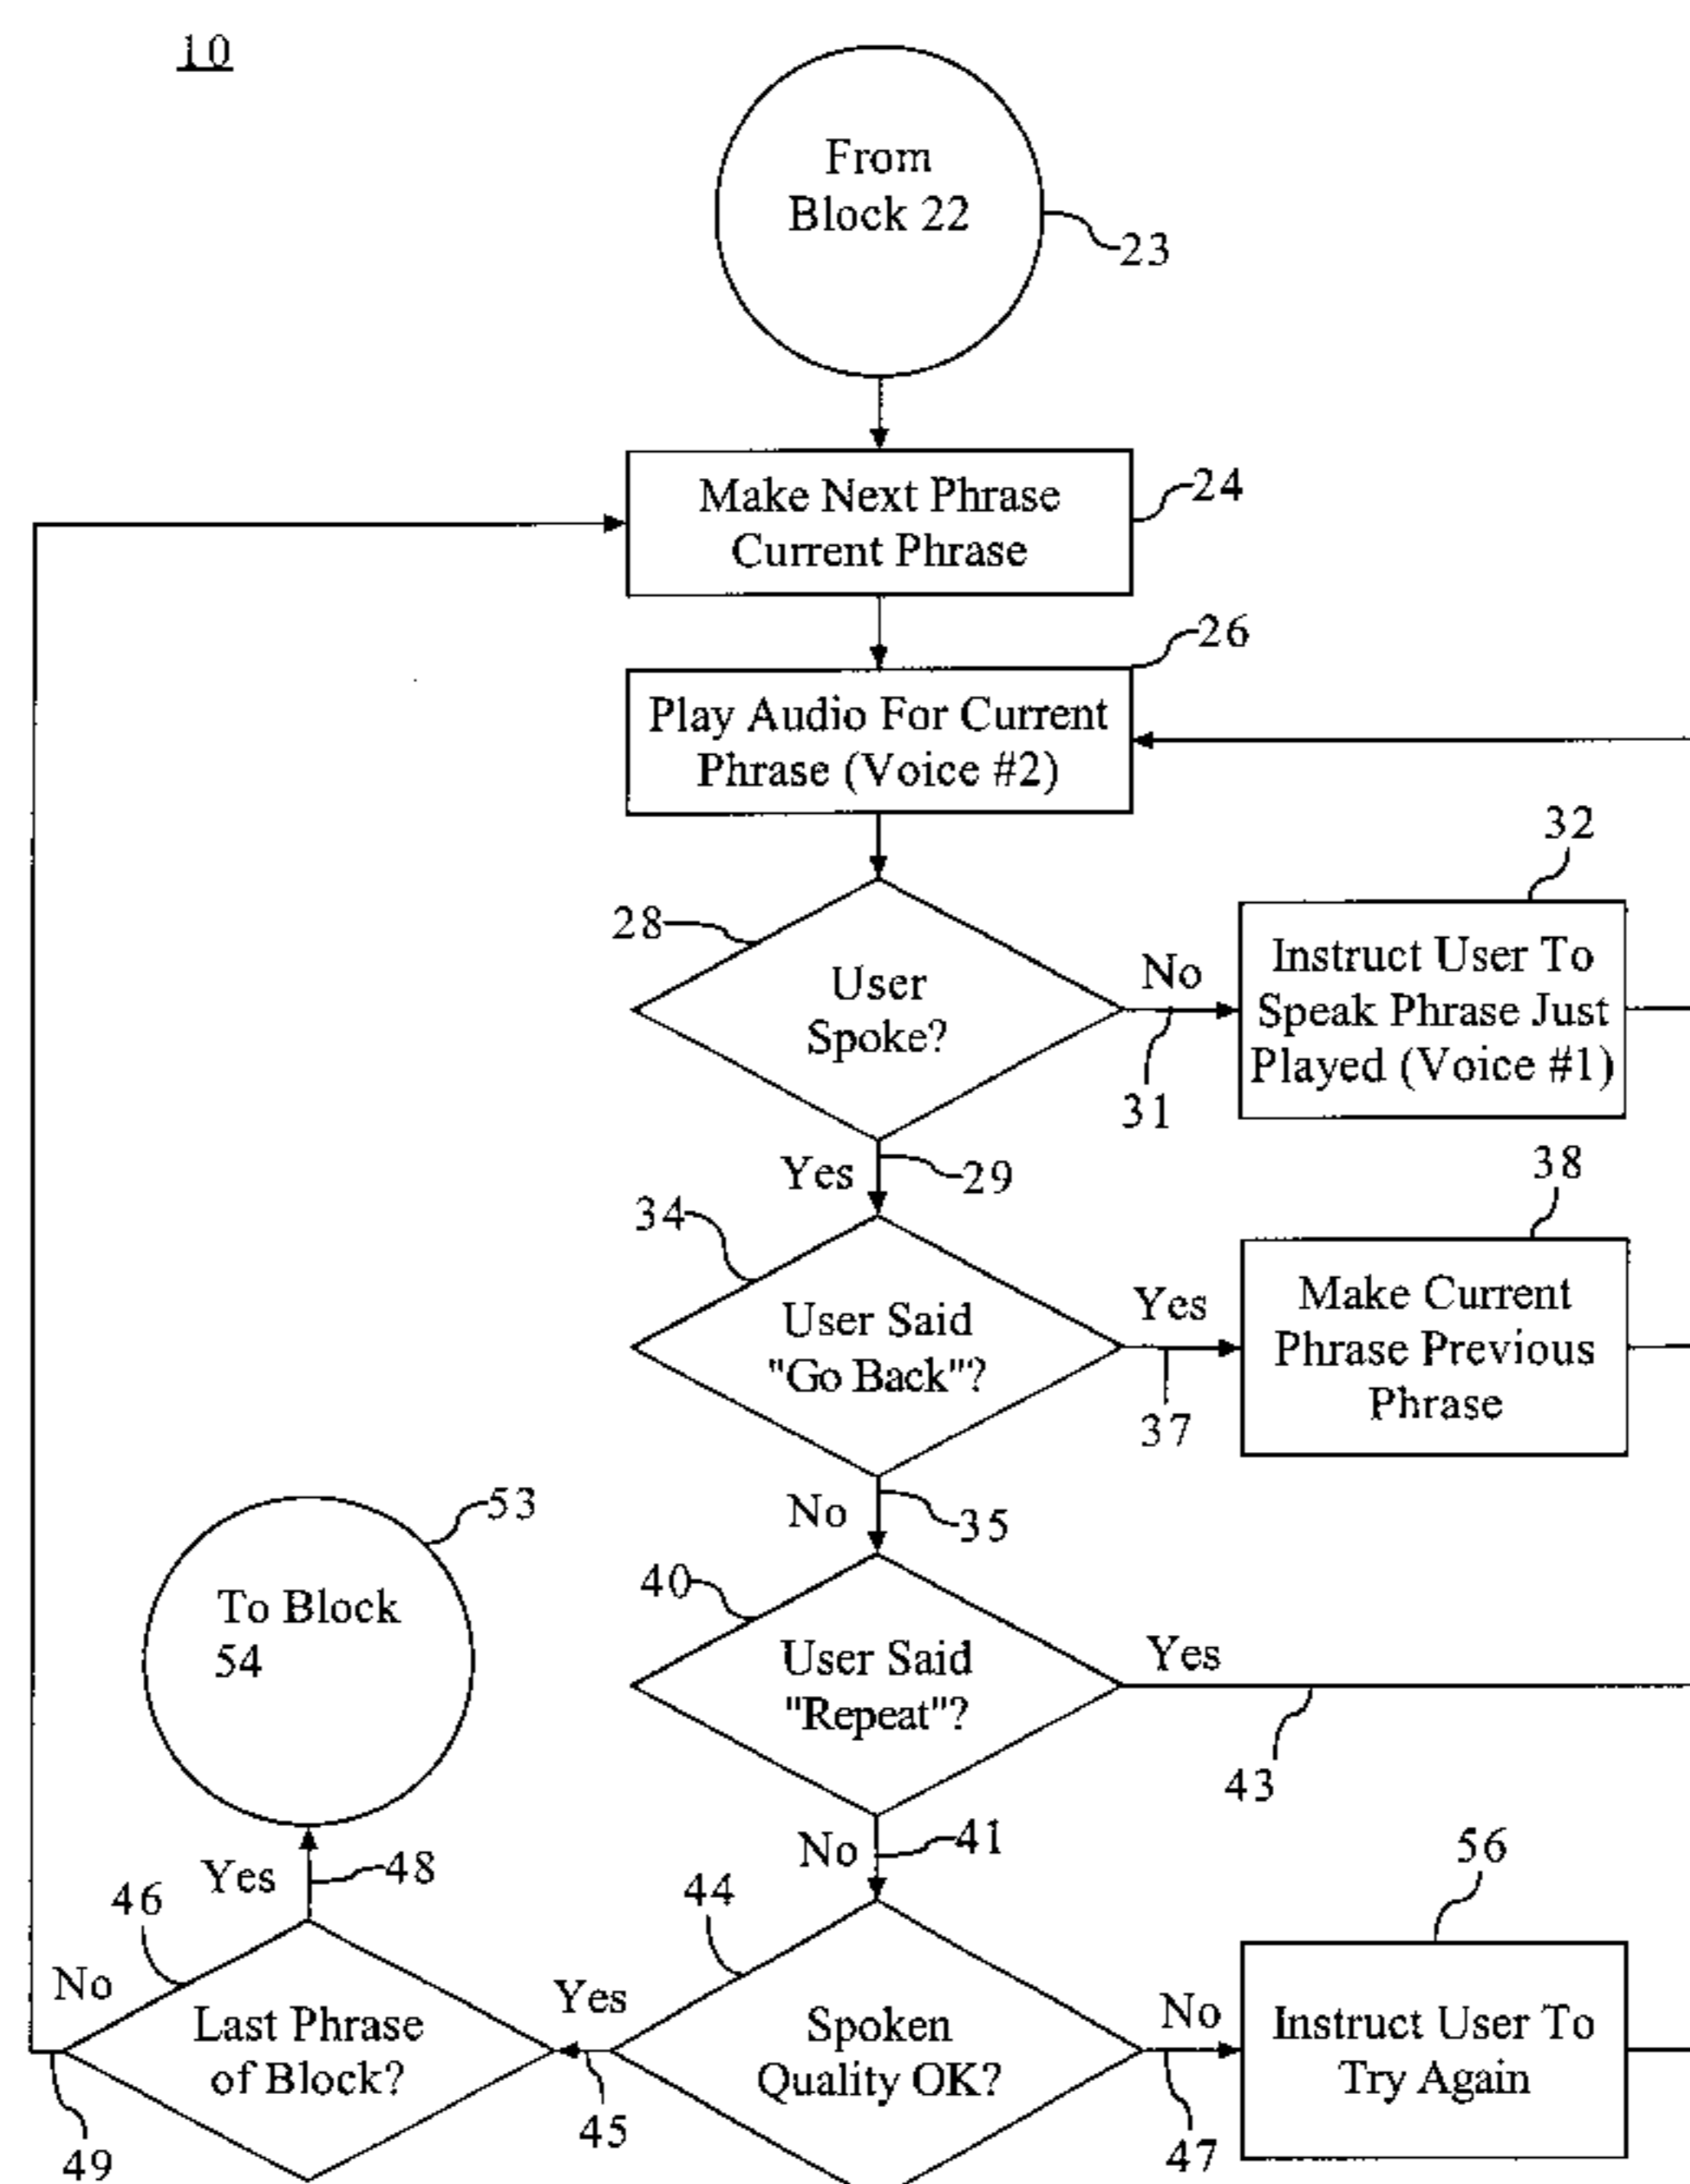 10
From
Block 22
23
Make Next Phrase
Current Phrase
24
26
Play Audio For Current
Phrase (Voice #2)
32
28
User
Spoke?
No
31
Instruct User To
Speak Phrase Just
Played (Voice #1)
Yes
29
38
34
User Said
"Go Back"?
Yes
37
Make Current
Phrase Previous
Phrase
53
No
35
To Block
54
40
User Said
"Repeat"?
Yes
43
No
41
56
Yes
48
44
46
No
Last Phrase
of Block?
49
Yes
45
Spoken
Quality OK?
No
47
Instruct User To
Try Again